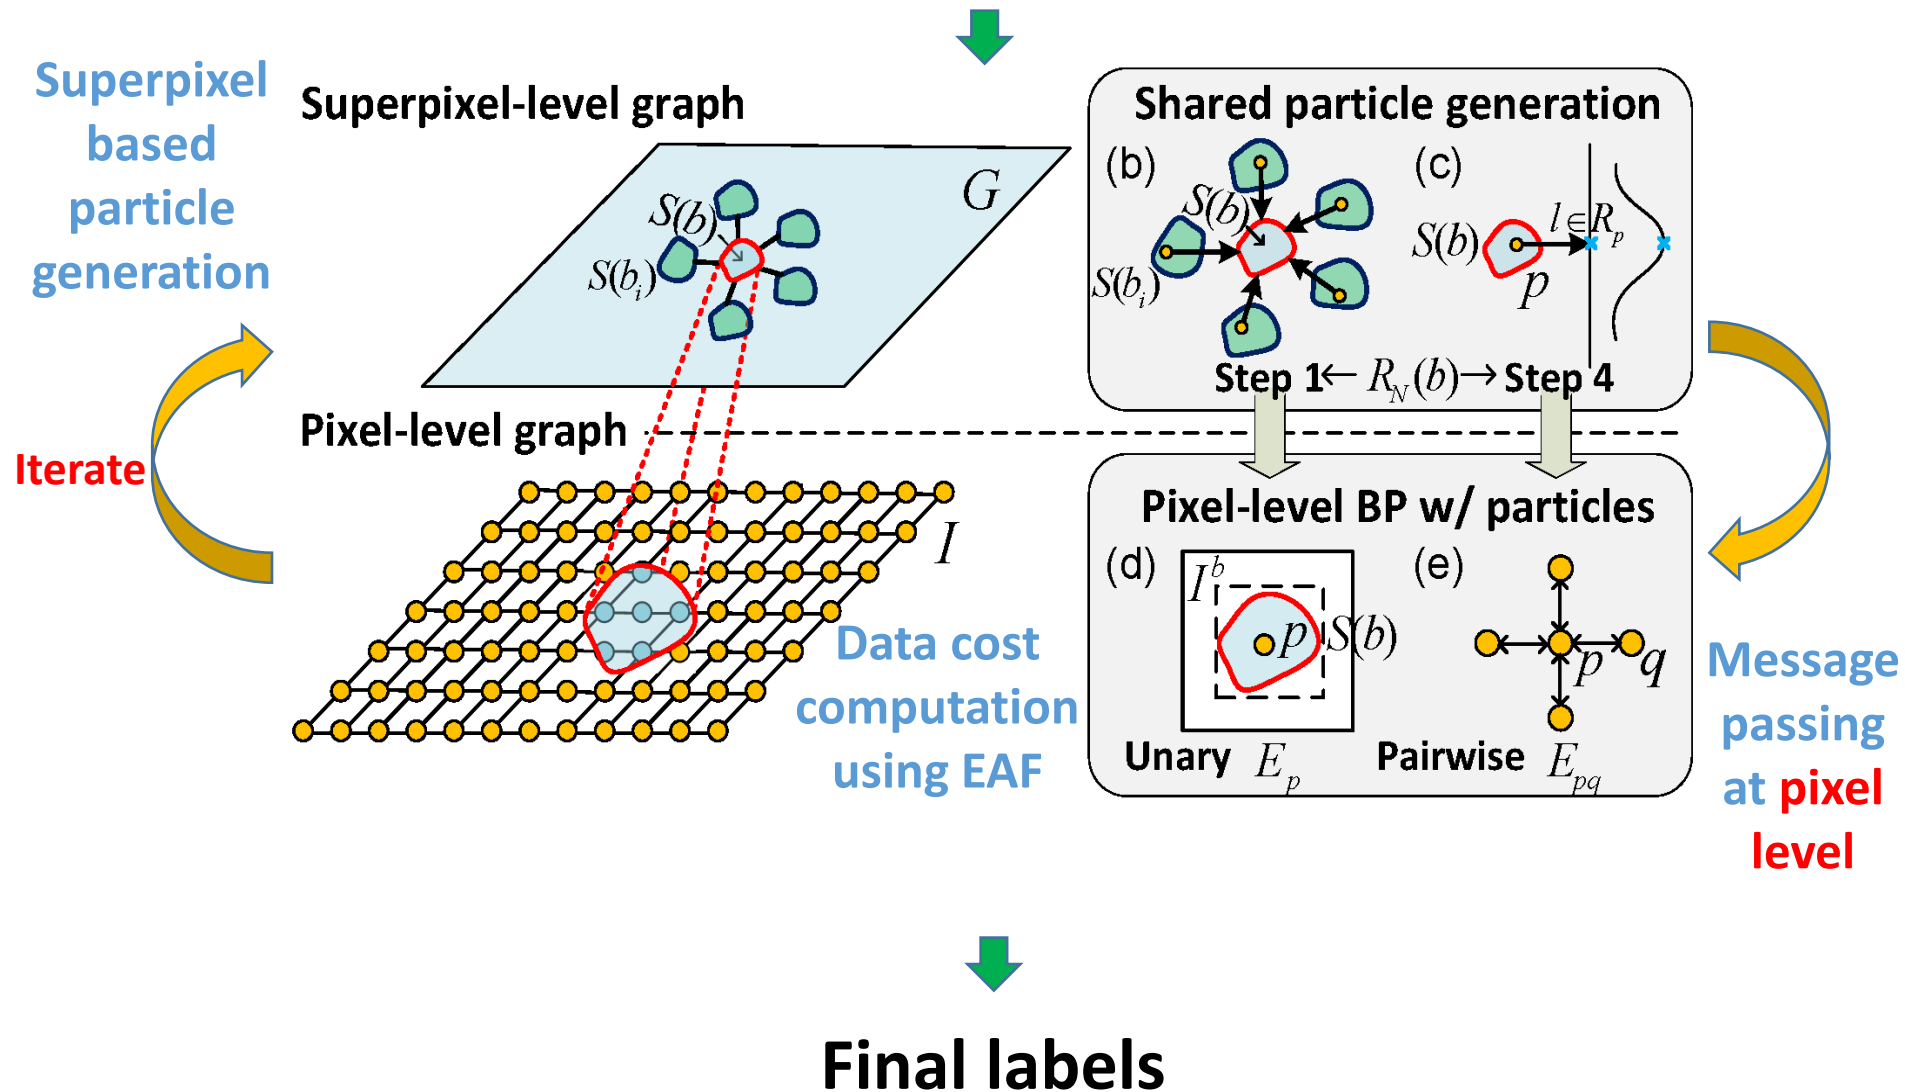 Superpixel
based
particle
generation
Superpixel-level graph
G
S(b)
S(b_i)
Shared particle generation
(b)
S(b)
S(b_i)
(c)
l∈R_p
S(b)
p
Step 1← R_N(b)→ Step 4
Pixel-level graph
Iterate
I
Data cost
computation
using EAF
Pixel-level BP w/ particles
(d)
I^b
p
S(b)
Unary E_p
(e)
p
q
Pairwise E_pq
Message
passing
at pixel
level
Final labels